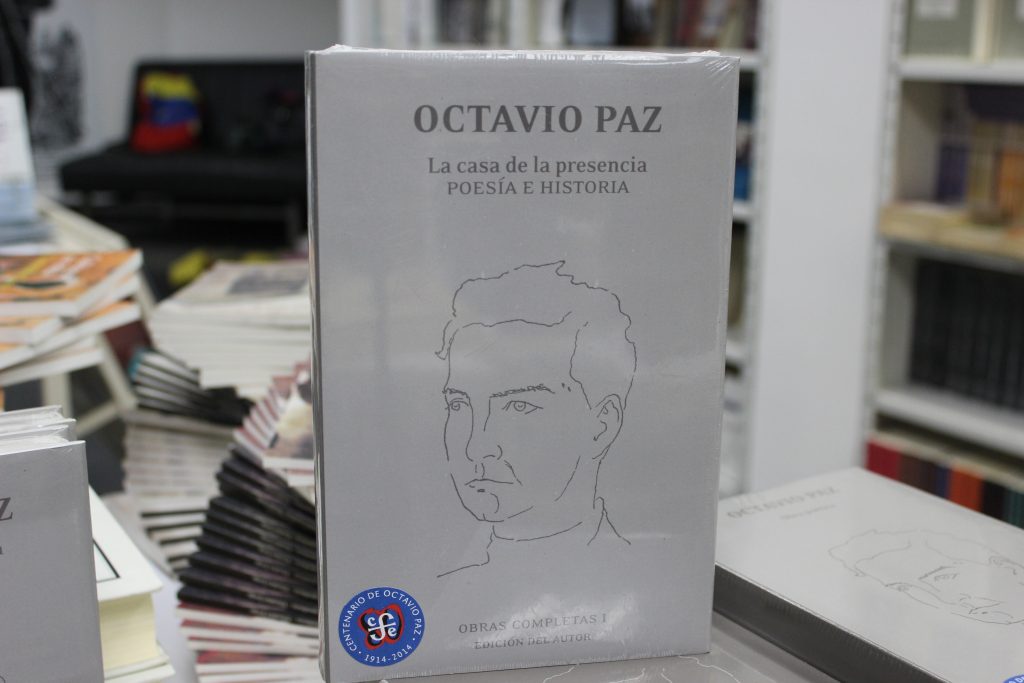 OCTAVIO PAZ
La casa de la presencia
POESÍA E HISTORIA
OBRAS COMPLETAS I
EDICIÓN DEL AUTOR
CENTENARIO DE OCTAVIO PAZ
1914-2014
cfe
OCTAVIO PAZ